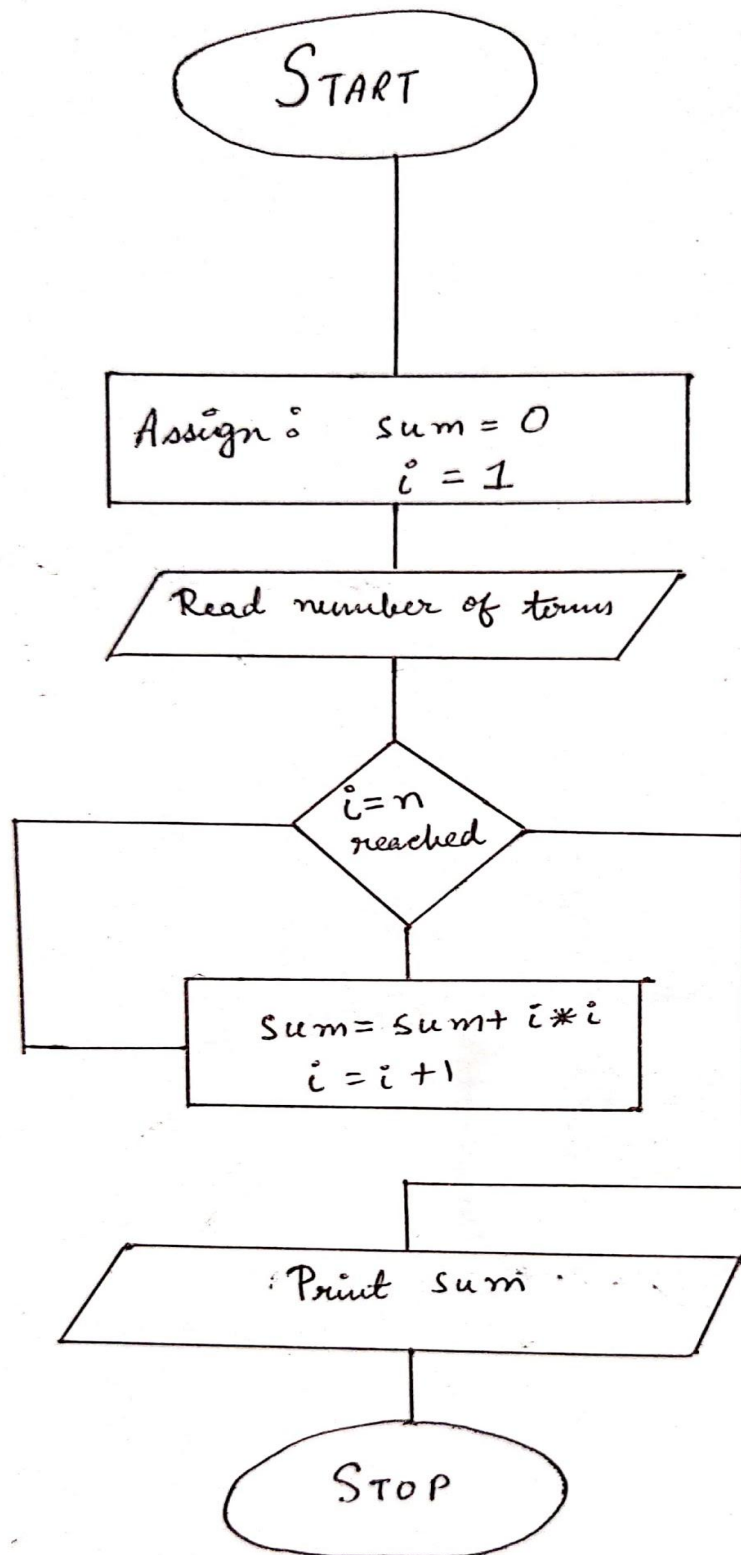 START
Assign: sum = 0
i = 1
Read number of terms
i=n
reached
sum= sum+ i*i
i = i +1
Print sum
STOP